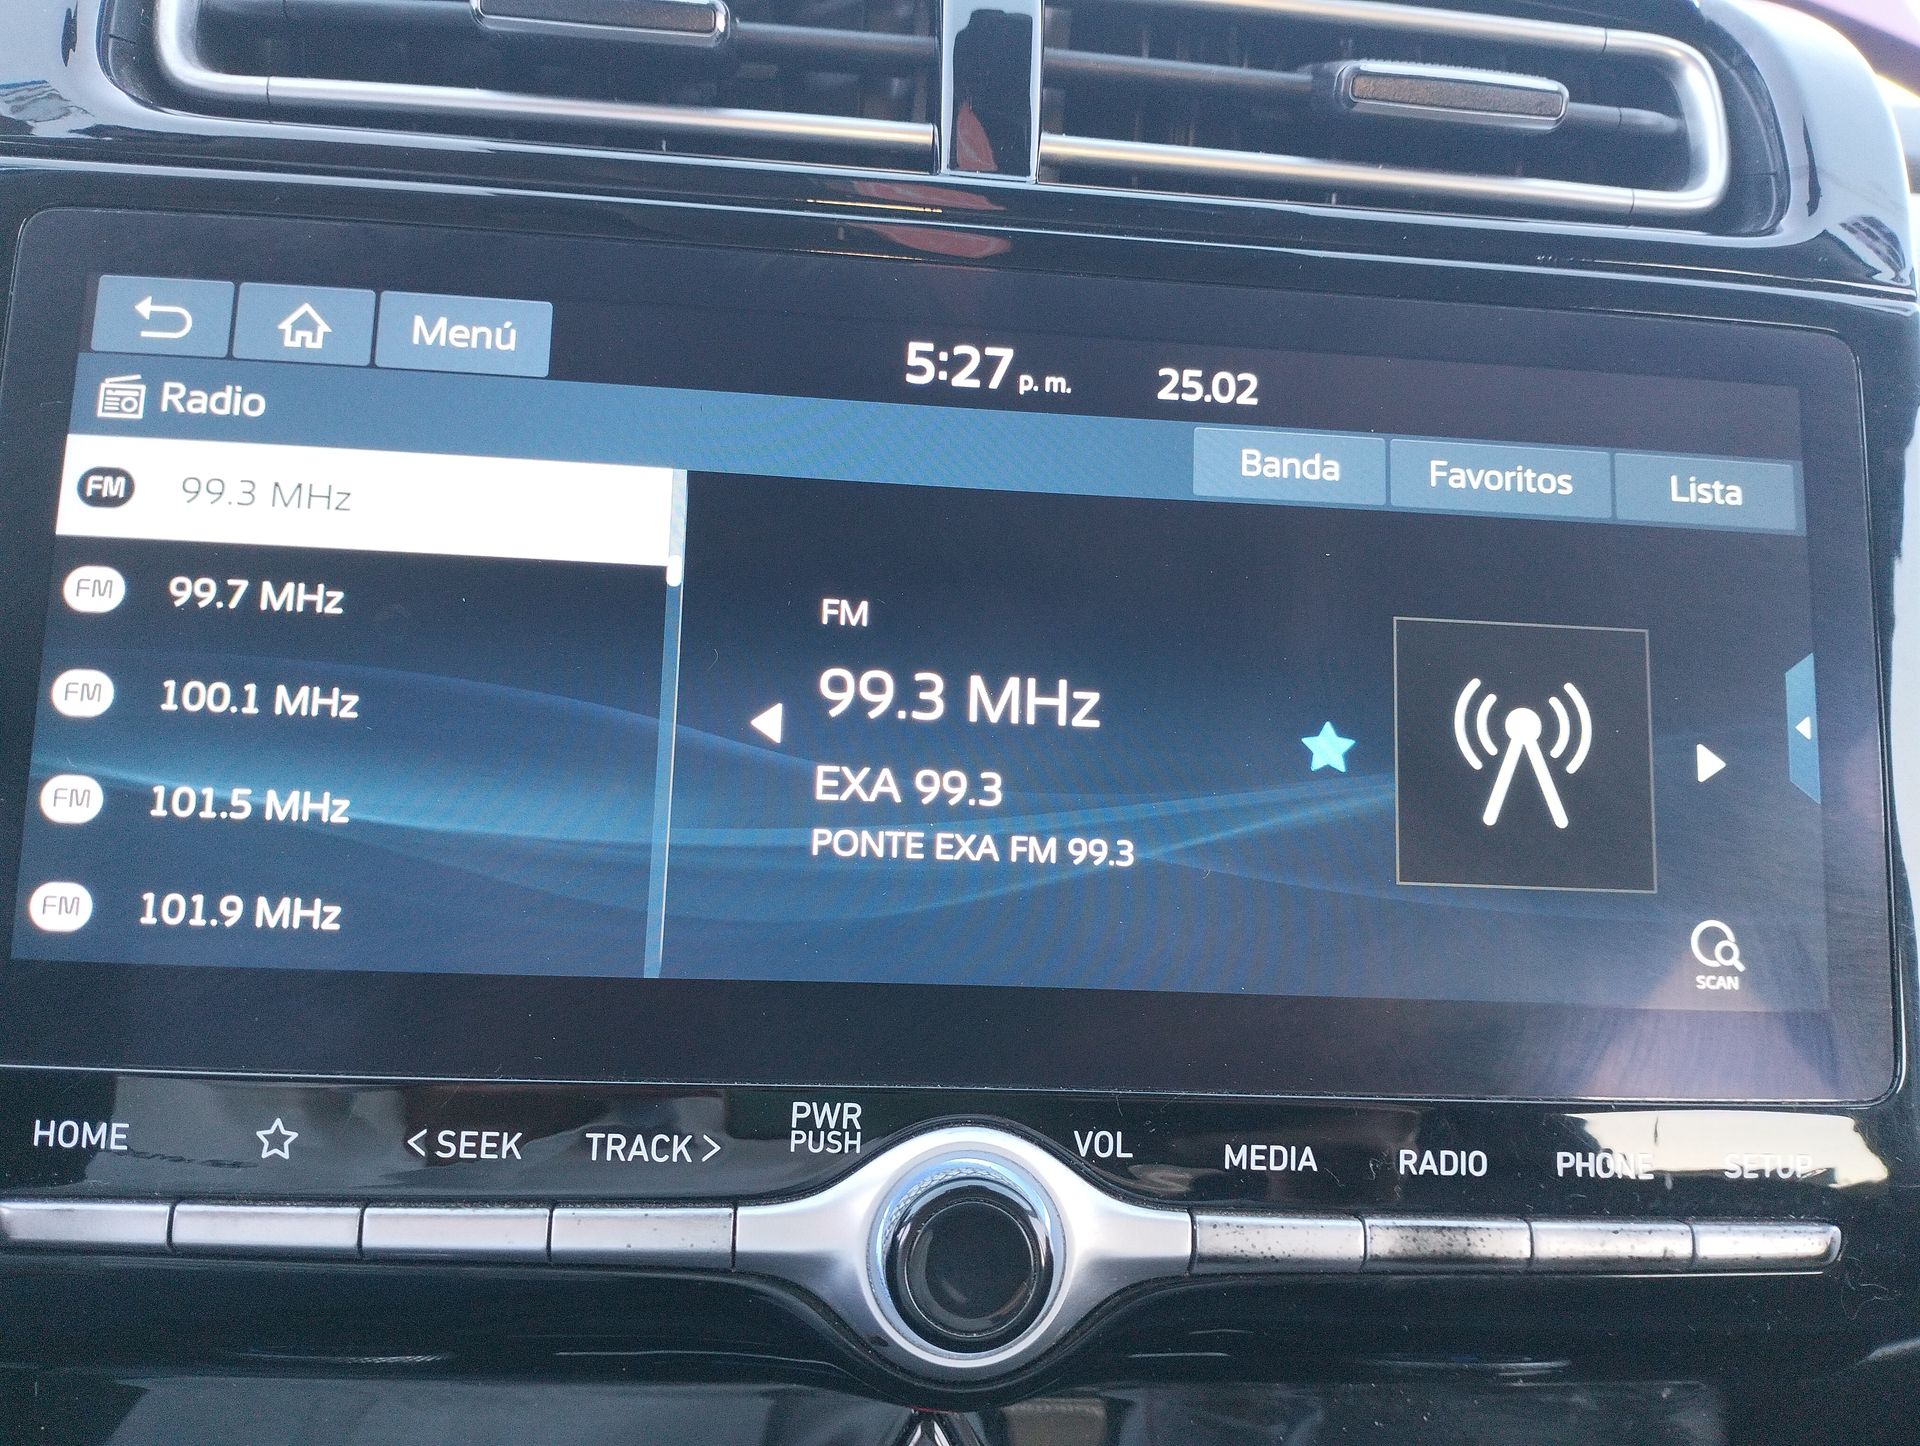 Menú
5:27 p. m. 25.02
Radio
Banda Favoritos Lista
FM 99.3 MHz
FM 99.7 MHz
FM 100.1 MHz
FM 101.5 MHz
FM 101.9 MHz
FM
99.3 MHz
EXA 99.3
PONTE EXA FM 99.3
SCAN
HOME < SEEK TRACK > PWR PUSH VOL MEDIA RADIO PHONE SETUP